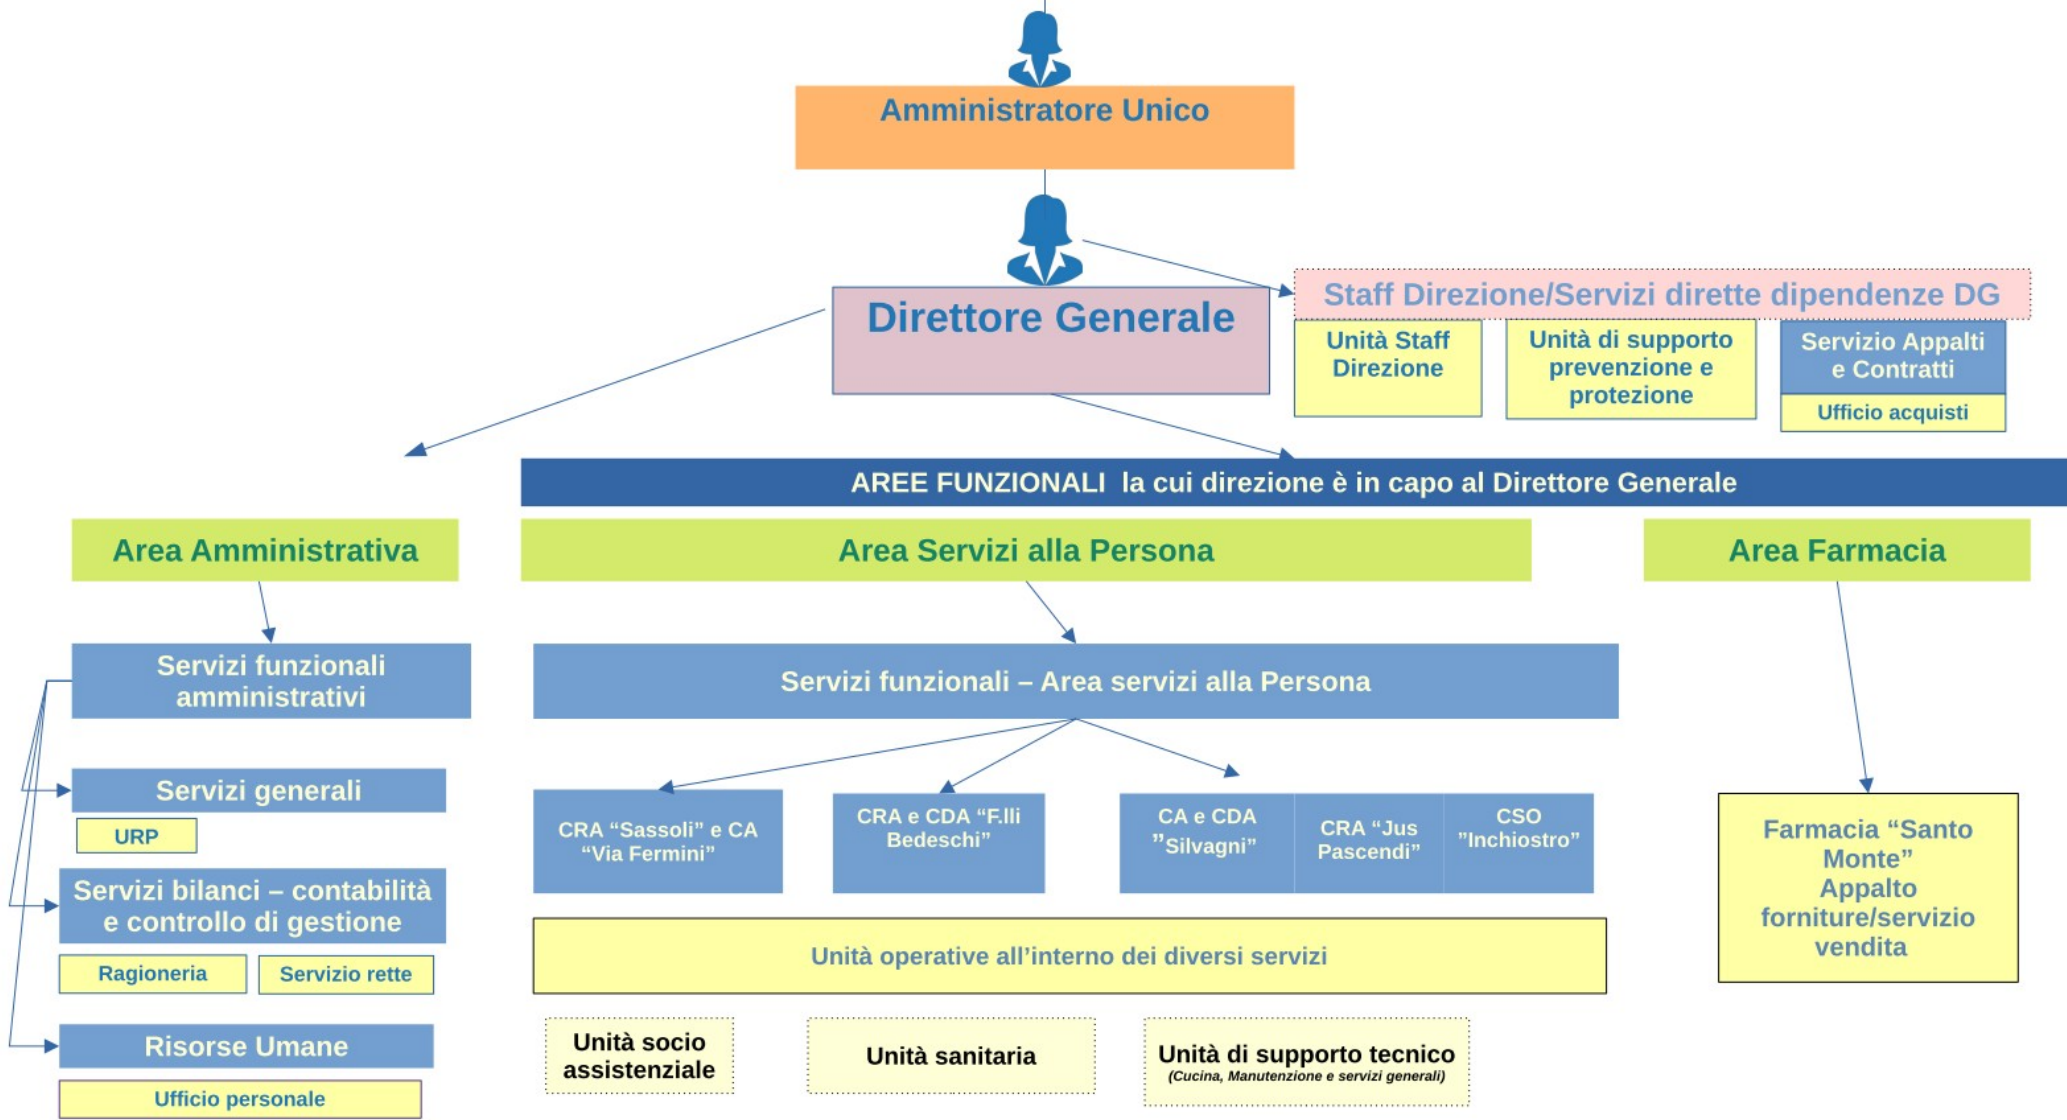 Amministratore Unico
Direttore Generale
Staff Direzione/Servizi dirette dipendenze DG
Unità Staff
Direzione
Unità di supporto
prevenzione e
protezione
Servizio Appalti
e Contratti
Ufficio acquisti
AREE FUNZIONALI  la cui direzione è in capo al Direttore Generale
Area Amministrativa
Area Servizi alla Persona
Area Farmacia
Servizi funzionali
amministrativi
Servizi funzionali – Area servizi alla Persona
Servizi generali
URP
Servizi bilanci – contabilità
e controllo di gestione
Ragioneria
Servizio rette
Risorse Umane
Ufficio personale
CRA “Sassoli” e CA
“Via Fermini”
CRA e CDA “F.lli
Bedeschi”
CA e CDA
”Silvagni”
CRA “Jus
Pascendi”
CSO
”Inchiostro”
Unità operative all’interno dei diversi servizi
Unità socio
assistenziale
Unità sanitaria
Unità di supporto tecnico
(Cucina, Manutenzione e servizi generali)
Farmacia “Santo
Monte”
Appalto
forniture/servizio
vendita